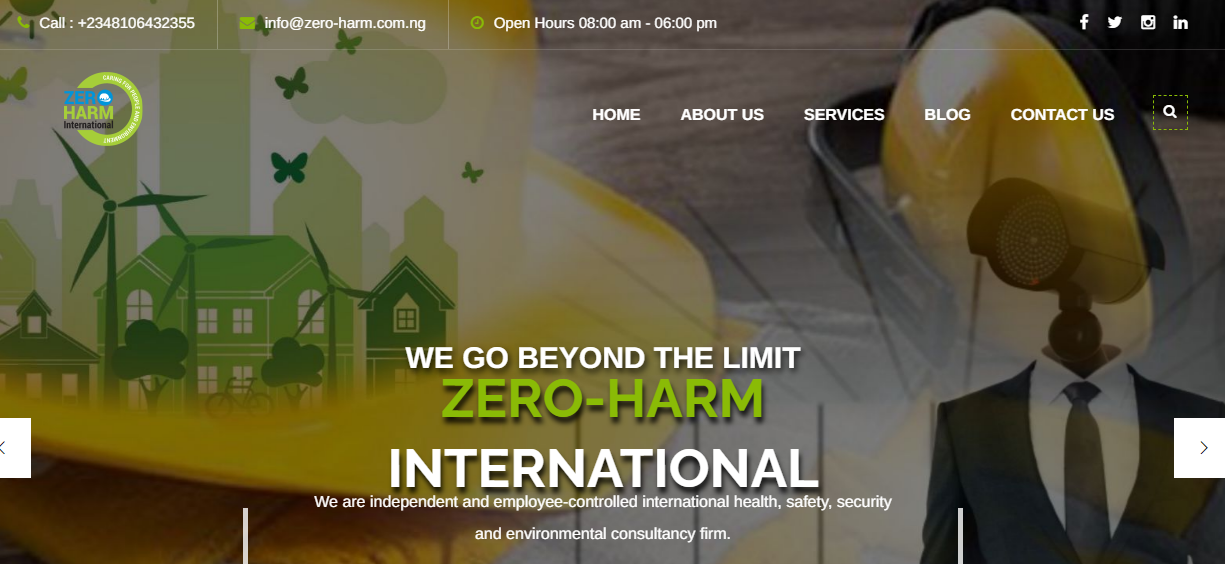 Call : +2348106432355
info@zero-harm.com.ng
Open Hours 08:00 am - 06:00 pm
ZERO
HARM
International
CARING FOR PEOPLE AND ENVIRONMENT
HOME
ABOUT US
SERVICES
BLOG
CONTACT US
WE GO BEYOND THE LIMIT
ZERO-HARM
INTERNATIONAL
We are independent and employee-controlled international health, safety, security
and environmental consultancy firm.